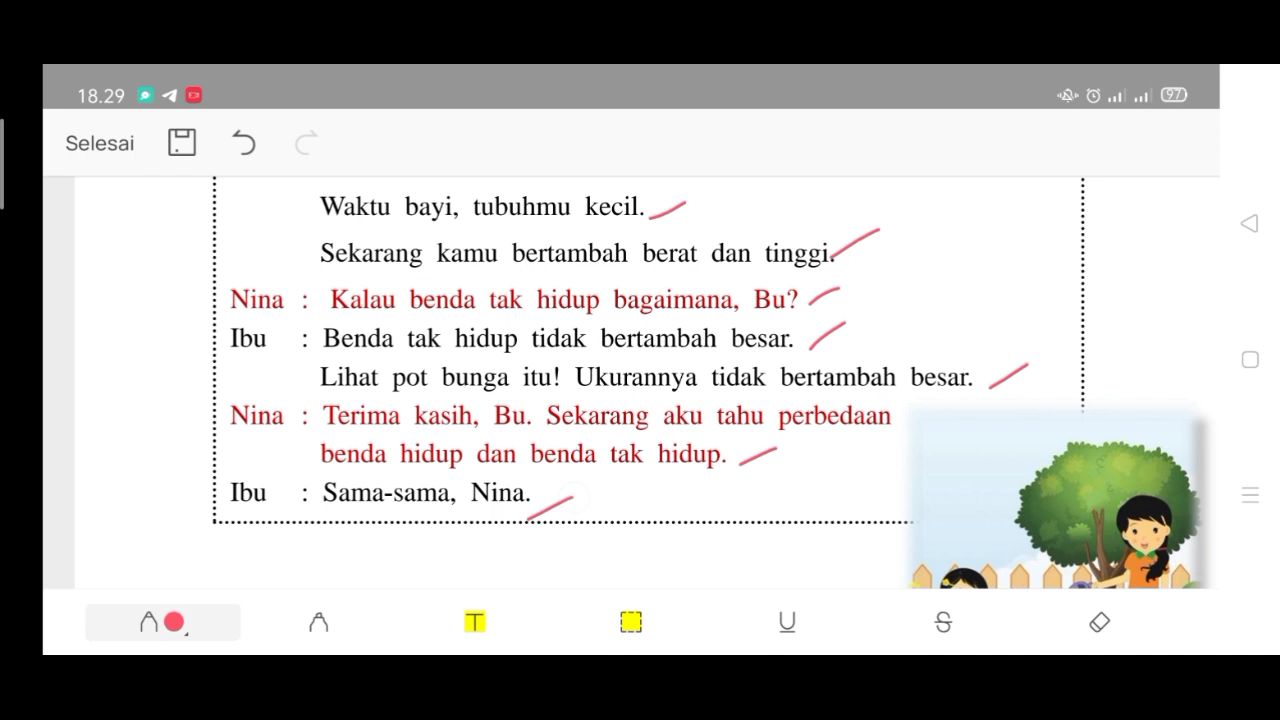 18.29
97
Selesai
Waktu bayi, tubuhmu kecil.
Sekarang kamu bertambah berat dan tinggi.
Nina : Kalau benda tak hidup bagaimana, Bu?
Ibu : Benda tak hidup tidak bertambah besar.
Lihat pot bunga itu! Ukurannya tidak bertambah besar.
Nina : Terima kasih, Bu. Sekarang aku tahu perbedaan
benda hidup dan benda tak hidup.
Ibu : Sama-sama, Nina.
T
U
S